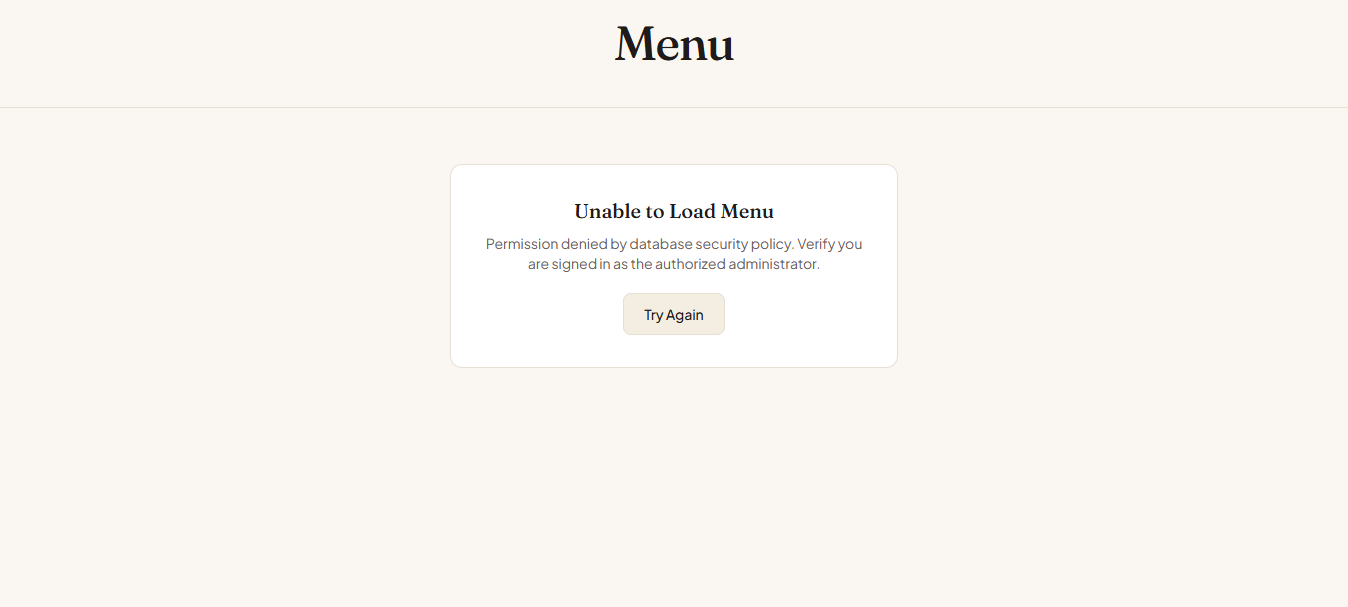 Menu
Unable to Load Menu
Permission denied by database security policy. Verify you
are signed in as the authorized administrator.
Try Again